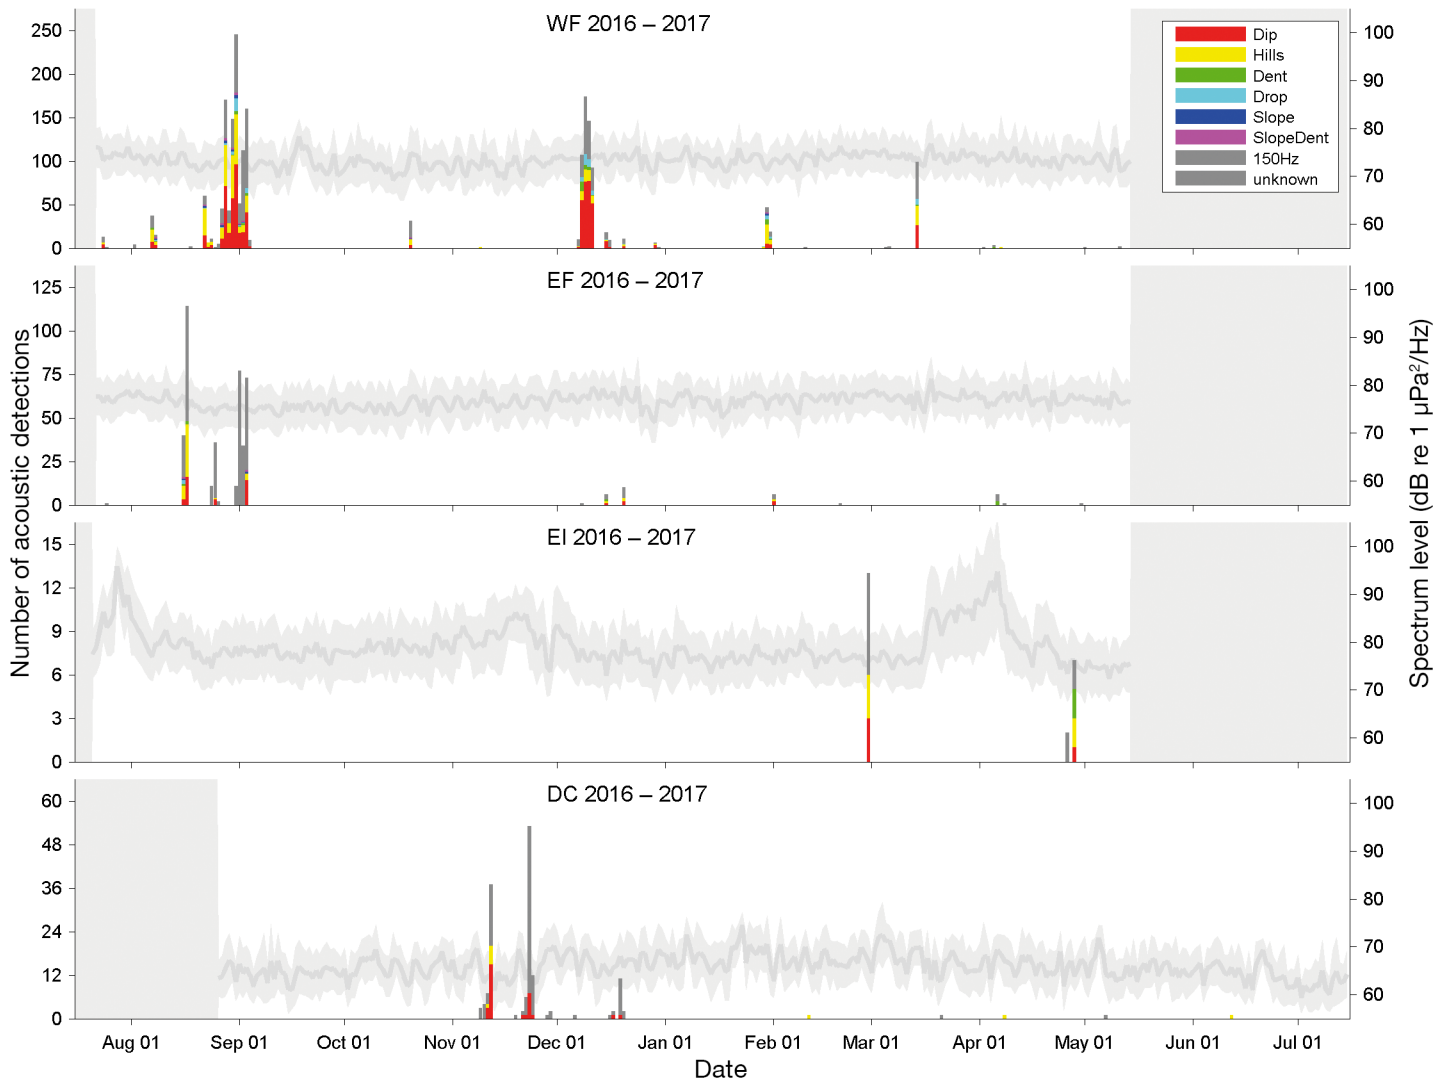 WF 2016 – 2017
250
200
150
100
50
0
100
90
80
70
60
Dip
Hills
Dent
Drop
Slope
SlopeDent
150Hz
unknown
EF 2016 – 2017
125
100
75
50
25
0
100
90
80
70
60
EI 2016 – 2017
15
12
9
6
3
0
100
90
80
70
60
DC 2016 – 2017
60
48
36
24
12
0
100
90
80
70
60
Number of acoustic detections
Spectrum level (dB re 1 µPa²/Hz)
Aug 01 Sep 01 Oct 01 Nov 01 Dec 01 Jan 01 Feb 01 Mar 01 Apr 01 May 01 Jun 01 Jul 01
Date